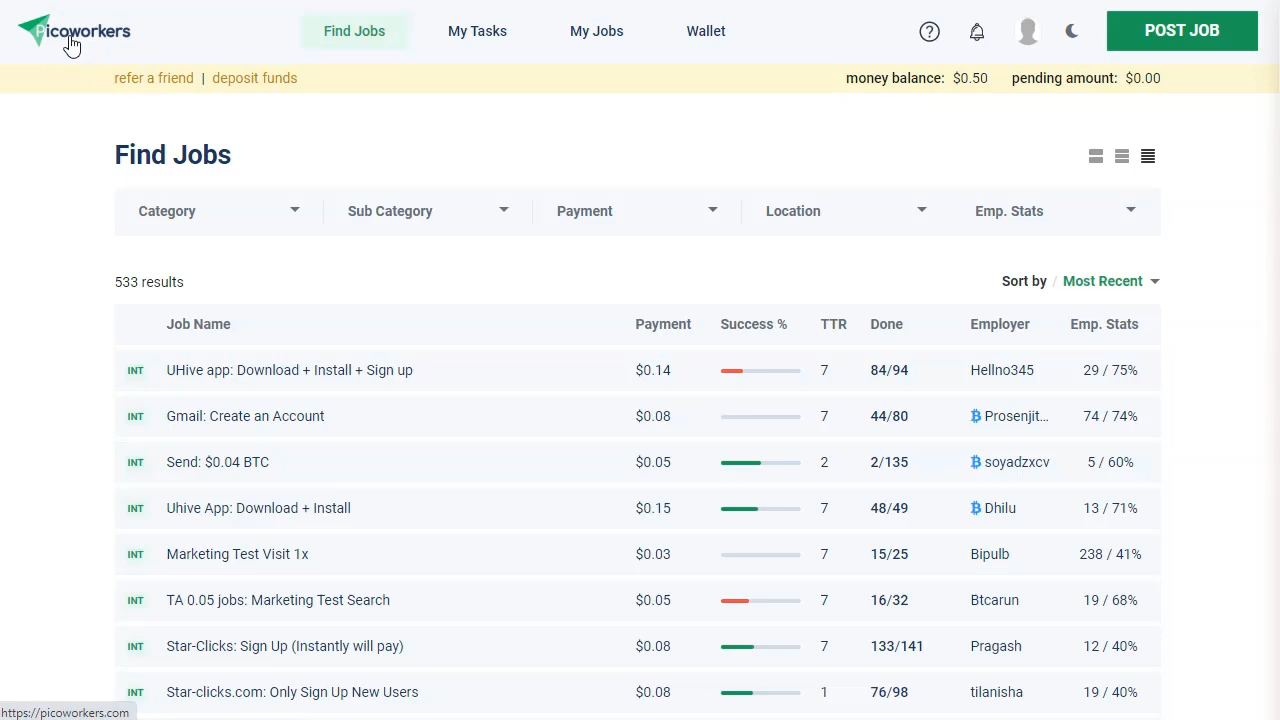 Picoworkers
Find Jobs
My Tasks
My Jobs
Wallet
POST JOB
refer a friend | deposit funds
money balance: $0.50 pending amount: $0.00
Find Jobs
Category Sub Category Payment Location Emp. Stats
533 results
Sort by / Most Recent
Job Name Payment Success % TTR Done Employer Emp. Stats
INT UHive app: Download + Install + Sign up $0.14 7 84/94 Hellno345 29 / 75%
INT Gmail: Create an Account $0.08 7 44/80 Prosenjit... 74 / 74%
INT Send: $0.04 BTC $0.05 2 2/135 soyadzxcv 5 / 60%
INT Uhive App: Download + Install $0.15 7 48/49 Dhilu 13 / 71%
INT Marketing Test Visit 1x $0.03 7 15/25 Bipulb 238 / 41%
INT TA 0.05 jobs: Marketing Test Search $0.05 7 16/32 Btcarun 19 / 68%
INT Star-Clicks: Sign Up (Instantly will pay) $0.08 7 133/141 Pragash 12 / 40%
INT Star-clicks.com: Only Sign Up New Users $0.08 1 76/98 tilanisha 19 / 40%
https://picoworkers.com